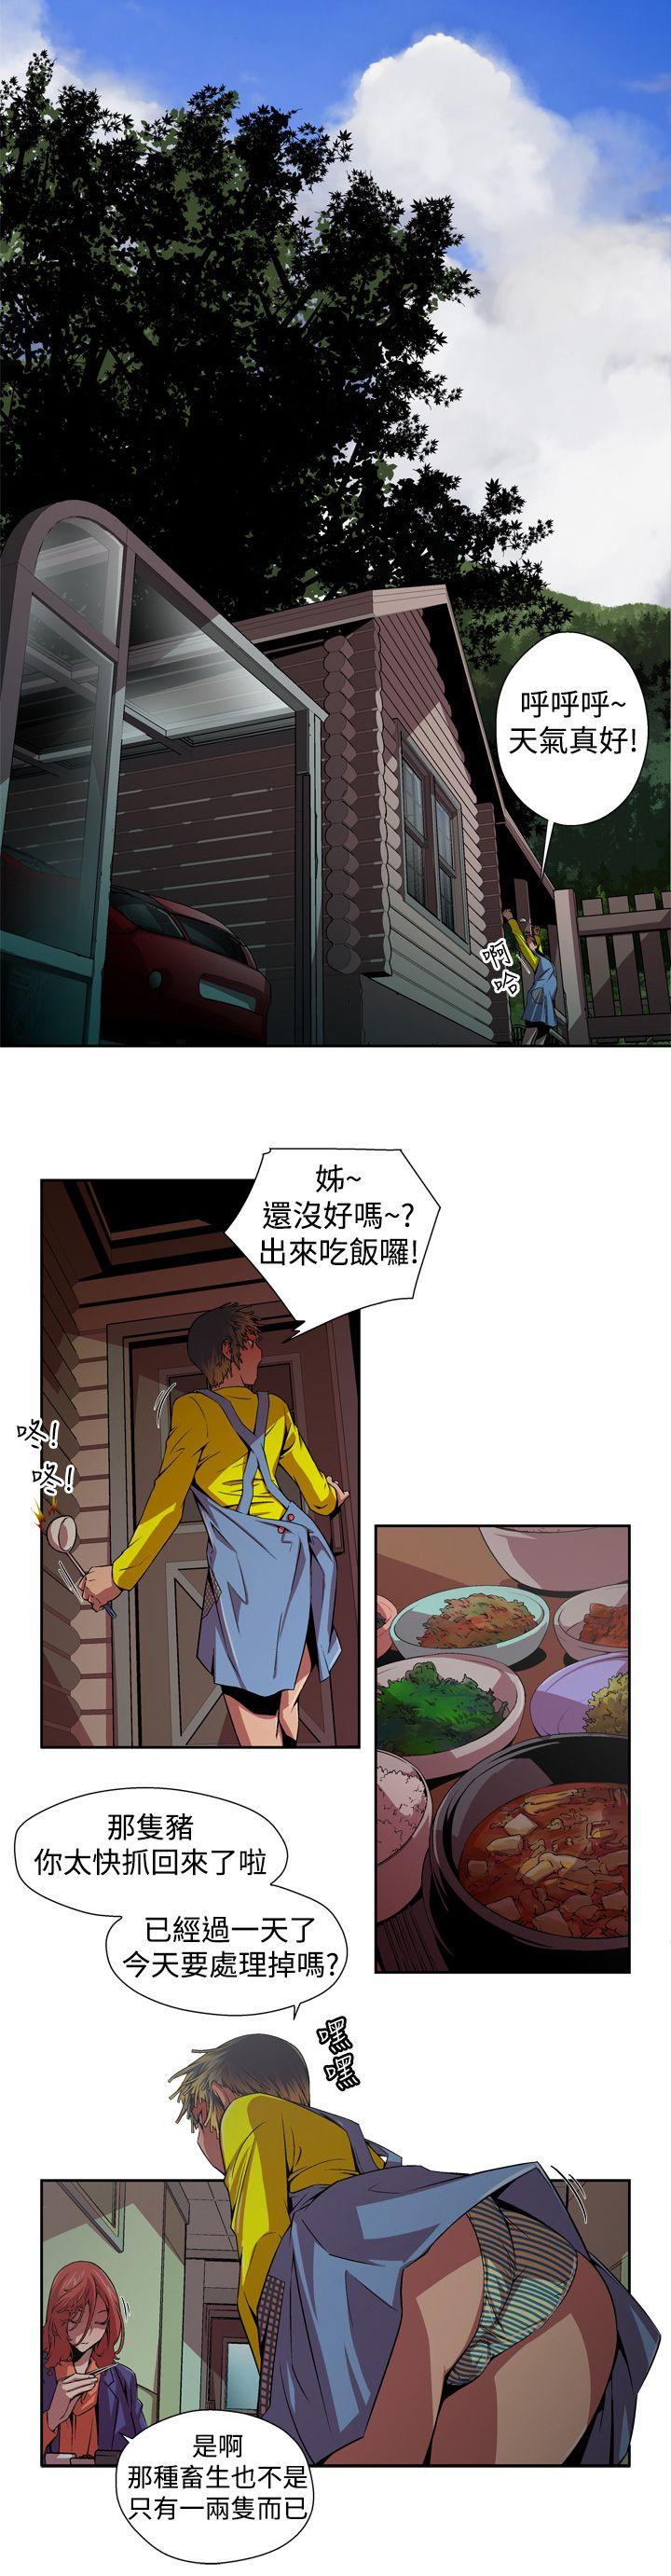 呼呼呼~
天氣真好!
啊
哈
姊~
還沒好嗎~?
出來吃飯囉!
咚!
咚!
那隻豬
你太快抓回來了啦
已經過一天了
今天要處理掉嗎?
嘿
嘿
是啊
那種畜生也不是
只有一兩隻而已